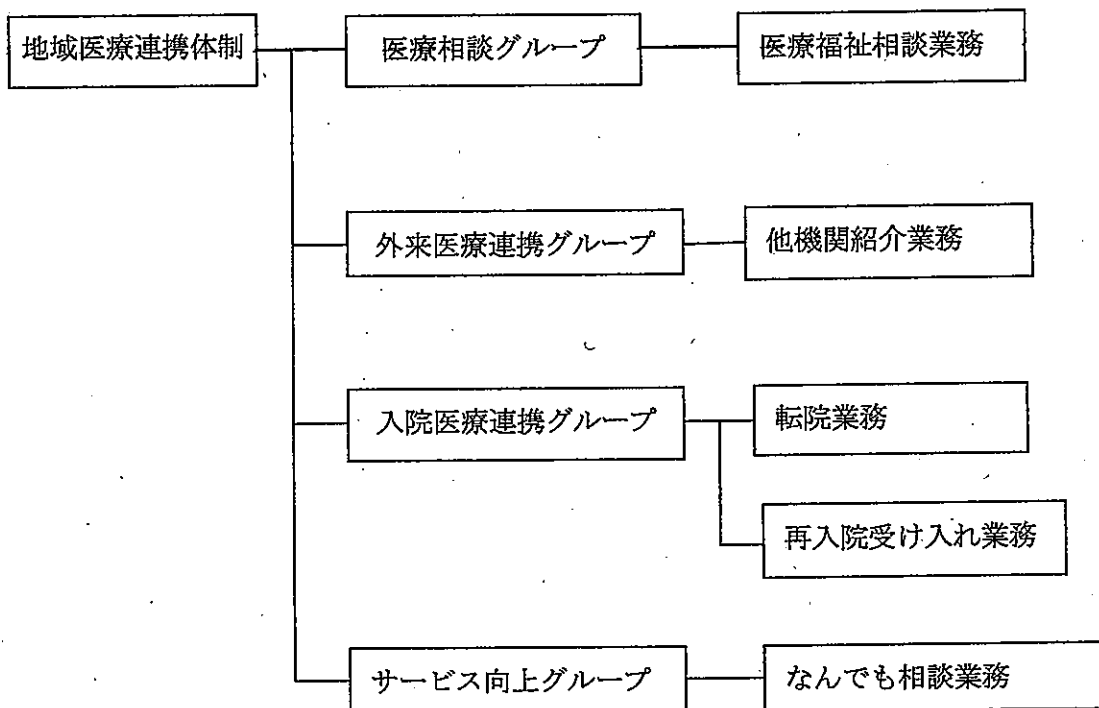 地域医療連携体制
医療相談グループ
医療福祉相談業務
外来医療連携グループ
他機関紹介業務
入院医療連携グループ
転院業務
再入院受け入れ業務
サービス向上グループ
なんでも相談業務